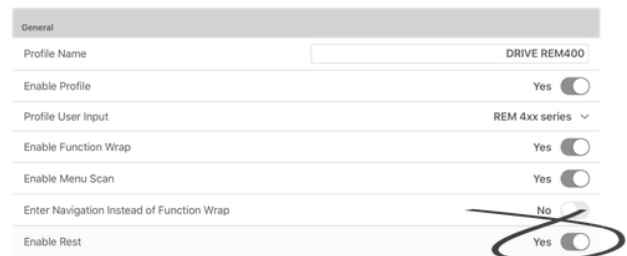 General
Profile Name DRIVE REM400
Enable Profile Yes
Profile User Input REM 4xx series
Enable Function Wrap Yes
Enable Menu Scan Yes
Enter Navigation Instead of Function Wrap No
Enable Rest Yes